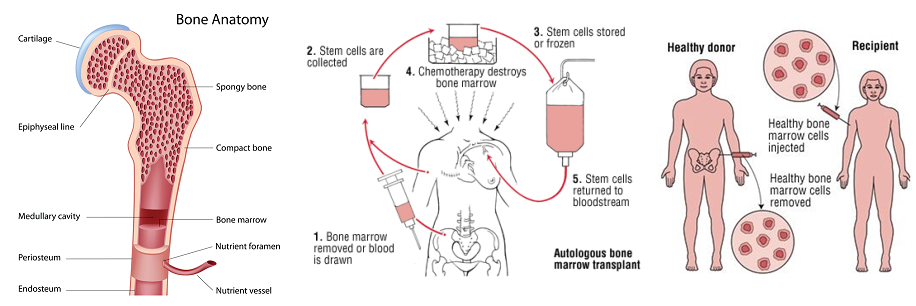 Bone Anatomy
Cartilage
Spongy bone
Epiphyseal line
Compact bone
Medullary cavity
Bone marrow
Nutrient foramen
Periosteum
Endosteum
Nutrient vessel
2. Stem cells are
collected
3. Stem cells stored
or frozen
4. Chemotherapy destroys
bone marrow
5. Stem cells
returned to
bloodstream
1. Bone marrow
removed or blood
is drawn
Autologous bone
marrow transplant
Healthy donor
Recipient
Healthy bone
marrow cells
injected
Healthy bone
marrow cells
removed